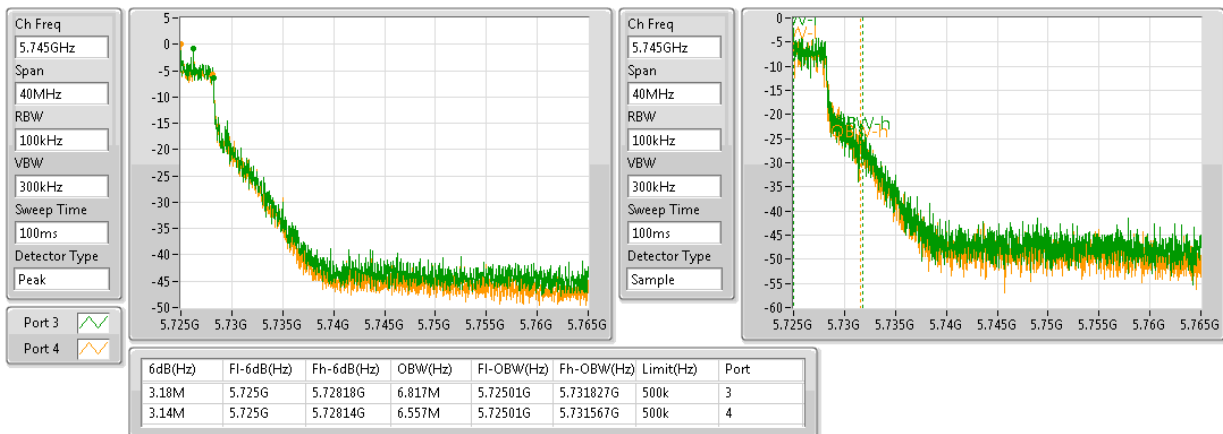 Ch Freq
5.745GHz
Span
40MHz
RBW
100kHz
VBW
300kHz
Sweep Time
100ms
Detector Type
Peak
Port 3
Port 4
5
0
-5
-10
-15
-20
-25
-30
-35
-40
-45
-50
5.725G 5.73G 5.735G 5.74G 5.745G 5.75G 5.755G 5.76G 5.765G
Ch Freq
5.745GHz
Span
40MHz
RBW
100kHz
VBW
300kHz
Sweep Time
100ms
Detector Type
Sample
0
-5
-10
-15
-20
-25
-30
-35
-40
-45
-50
-55
-60
5.725G 5.73G 5.735G 5.74G 5.745G 5.75G 5.755G 5.76G 5.765G
6dB(Hz) Fl-6dB(Hz) Fh-6dB(Hz) OBW(Hz) Fl-OBW(Hz) Fh-OBW(Hz) Limit(Hz) Port
3.18M 5.725G 5.72818G 6.817M 5.72501G 5.731827G 500k 3
3.14M 5.725G 5.72814G 6.557M 5.72501G 5.731567G 500k 4